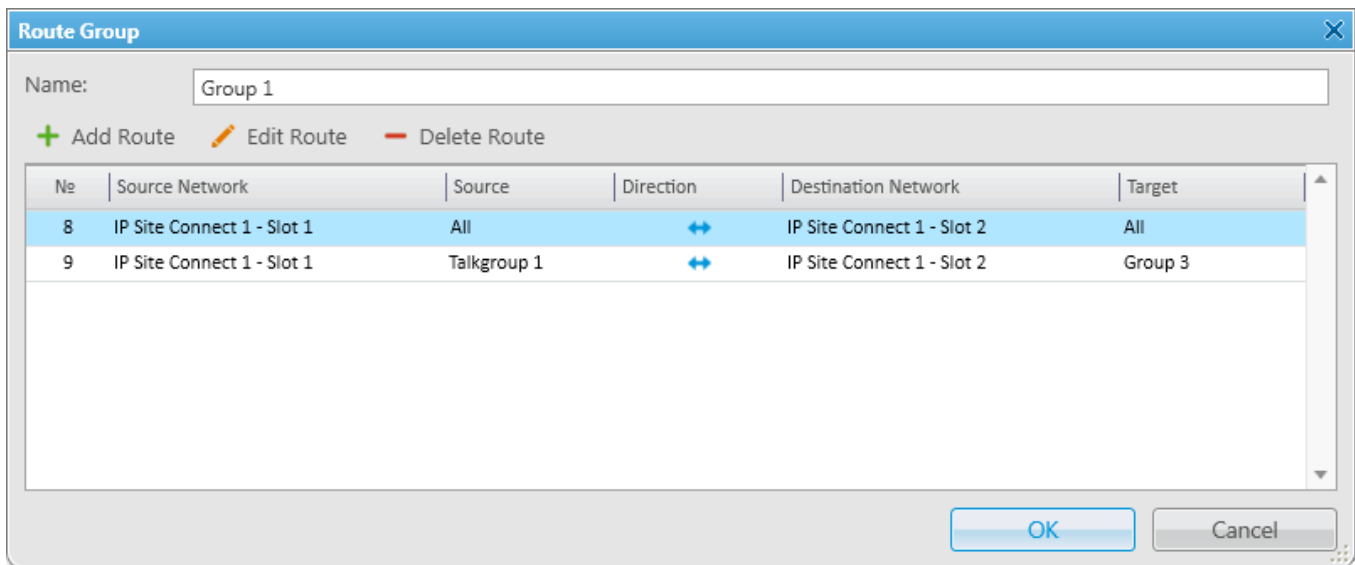 Route Group
Name: Group 1
Add Route Edit Route Delete Route
№ Source Network Source Direction Destination Network Target
8 IP Site Connect 1 - Slot 1 All IP Site Connect 1 - Slot 2 All
9 IP Site Connect 1 - Slot 1 Talkgroup 1 IP Site Connect 1 - Slot 2 Group 3
OK Cancel